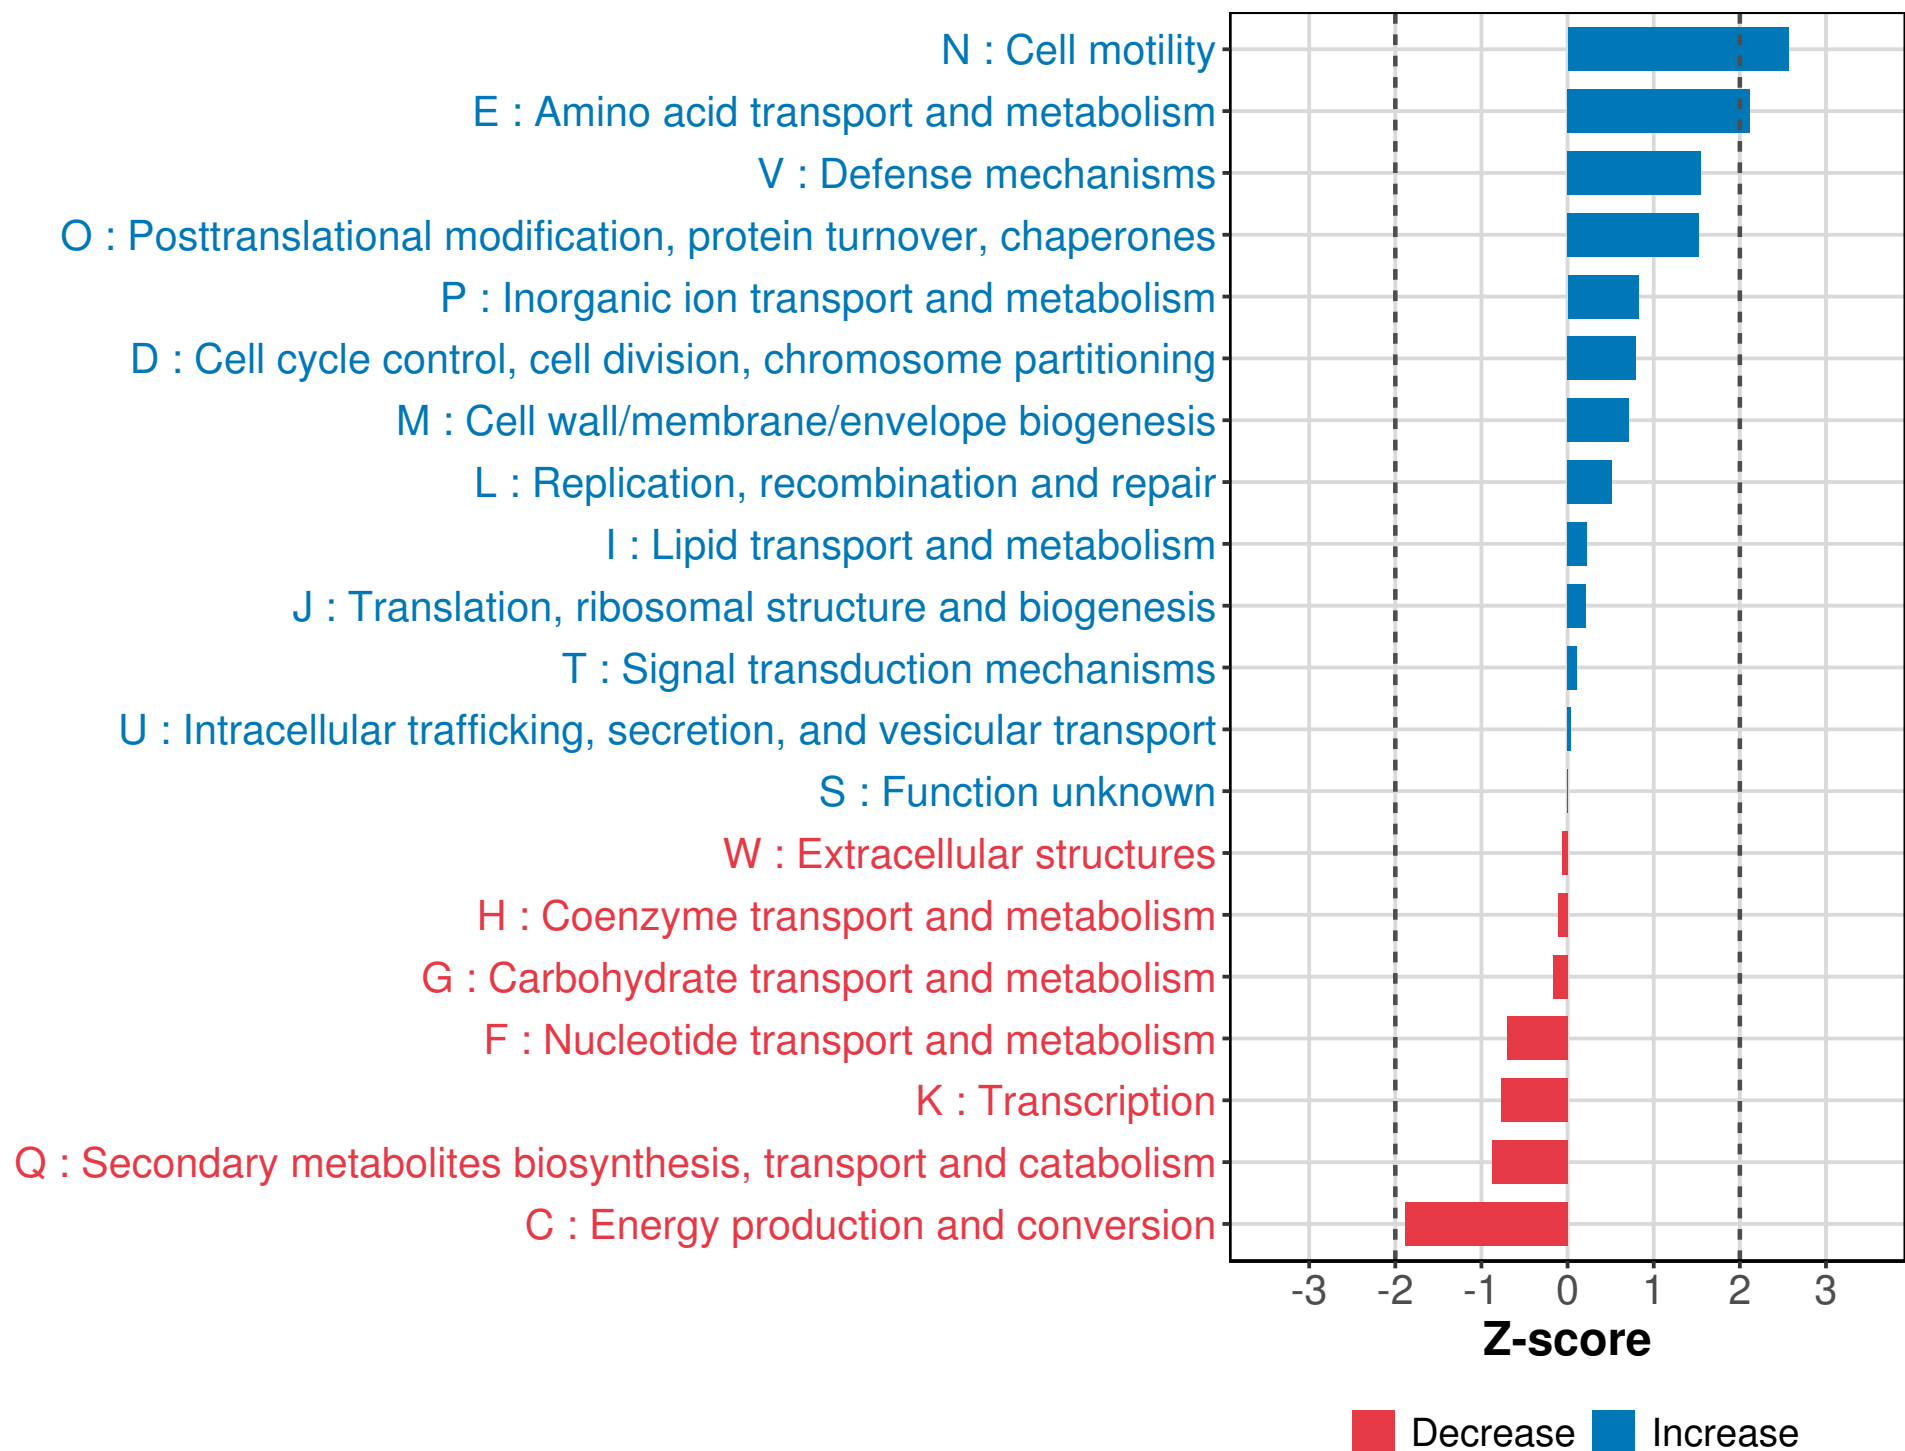 N : Cell motility
E : Amino acid transport and metabolism
V : Defense mechanisms
O : Posttranslational modification, protein turnover, chaperones
P : Inorganic ion transport and metabolism
D : Cell cycle control, cell division, chromosome partitioning
M : Cell wall/membrane/envelope biogenesis
L : Replication, recombination and repair
I : Lipid transport and metabolism
J : Translation, ribosomal structure and biogenesis
T : Signal transduction mechanisms
U : Intracellular trafficking, secretion, and vesicular transport
S : Function unknown
W : Extracellular structures
H : Coenzyme transport and metabolism
G : Carbohydrate transport and metabolism
F : Nucleotide transport and metabolism
K : Transcription
Q : Secondary metabolites biosynthesis, transport and catabolism
C : Energy production and conversion
-3 -2 -1 0 1 2 3
Z-score
Decrease Increase